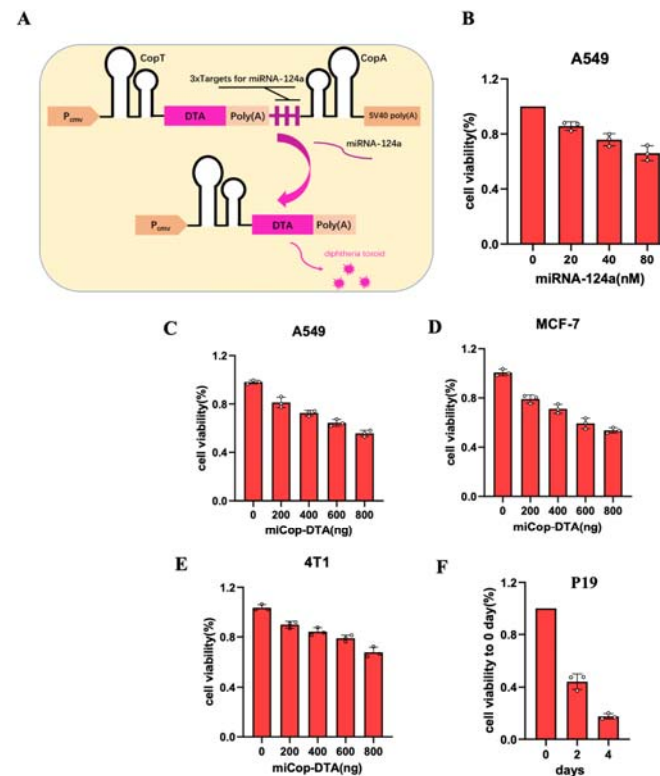 A
CopT
CopA
3xTargets for miRNA-124a
Pcmv
DTA
Poly(A)
SV40 poly(A)
miRNA-124a
Pcmv
DTA
Poly(A)
diphtheria toxoid
B
A549
cell viability(%)
1.2
0.8
0.4
0.0
0 20 40 80
miRNA-124a(nM)
C
A549
cell viability(%)
1.2
0.8
0.4
0.0
0 200 400 600 800
miCop-DTA(ng)
D
MCF-7
cell viability(%)
1.2
0.8
0.4
0.0
0 200 400 600 800
miCop-DTA(ng)
E
4T1
cell viability(%)
1.2
0.8
0.4
0.0
0 200 400 600 800
miCop-DTA(ng)
F
P19
cell viability to 0 day(%)
1.2
0.8
0.4
0.0
0 2 4
days